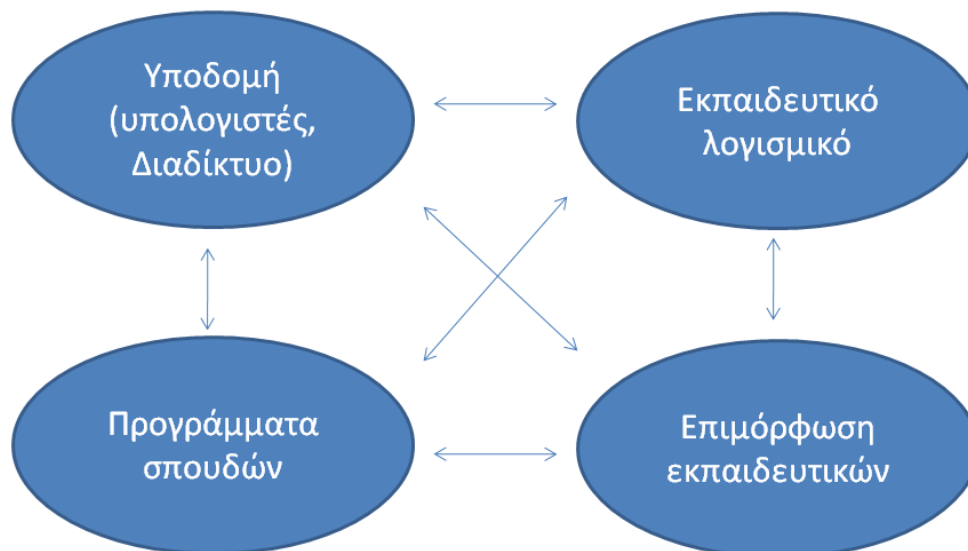 Υποδομή
(υπολογιστές,
Διαδίκτυο)
Εκπαιδευτικό
λογισμικό
Προγράμματα
σπουδών
Επιμόρφωση
εκπαιδευτικών